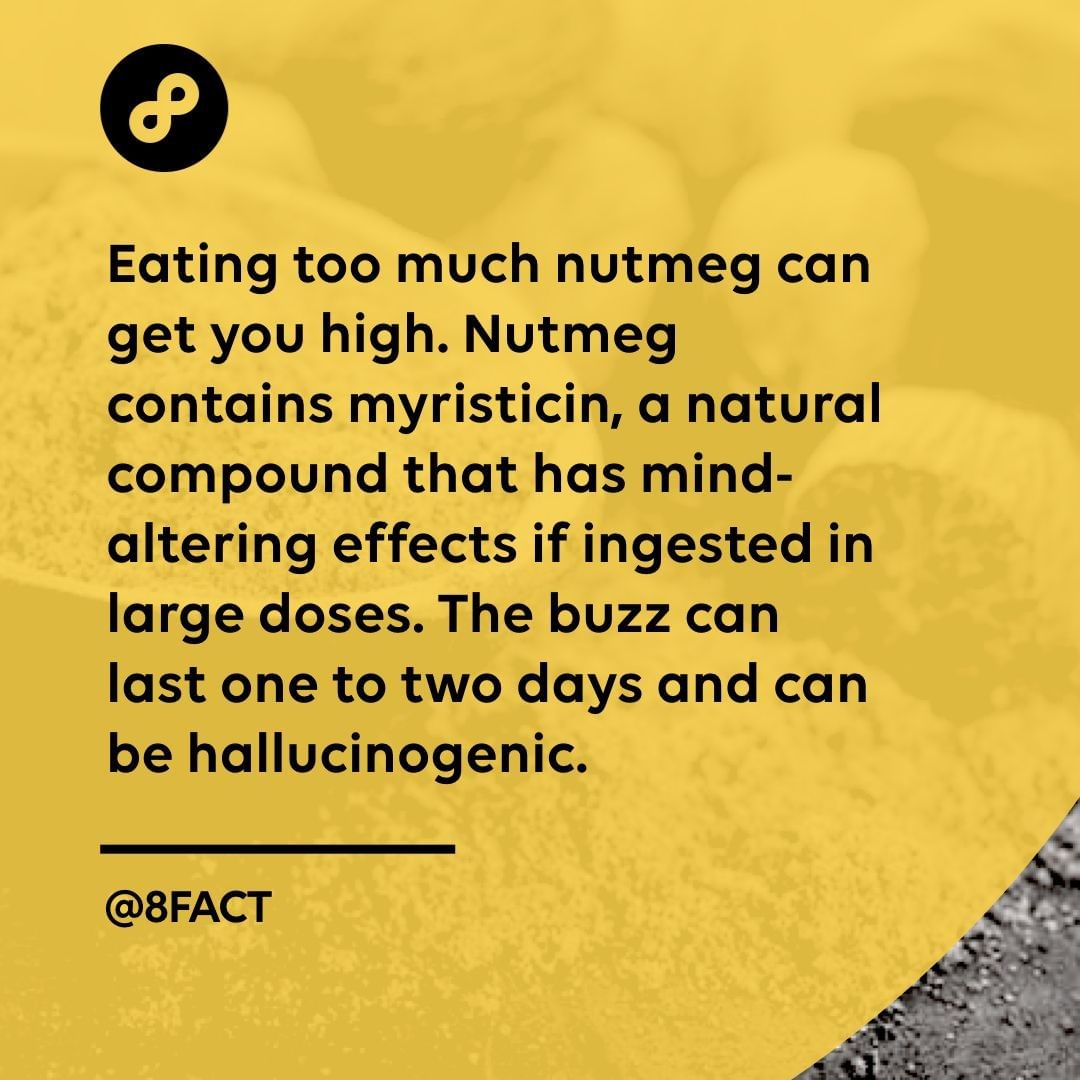 Eating too much nutmeg can
get you high. Nutmeg
contains myristicin, a natural
compound that has mind-
altering effects if ingested in
large doses. The buzz can
last one to two days and can
be hallucinogenic.
@8FACT